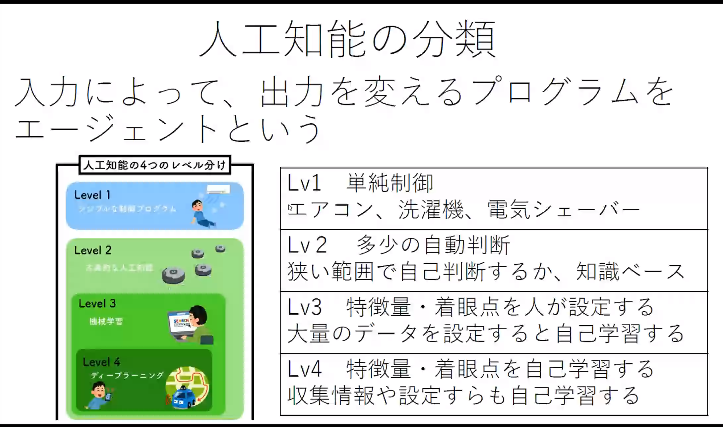 人工知能の分類
入力によって、出力を変えるプログラムを
エージェントという
人工知能の4つのレベル分け
Level 1
シンプルな制御プログラム
Level 2
古典的な人工知能
Level 3
機械学習
Level 4
ディープラーニング
Lv1　単純制御
エアコン、洗濯機、電気シェーバー
Lv２　多少の自動判断
狭い範囲で自己判断するか、知識ベース
Lv3　特徴量・着眼点を人が設定する
大量のデータを設定すると自己学習する
Lv4　特徴量・着眼点を自己学習する
収集情報や設定すらも自己学習する